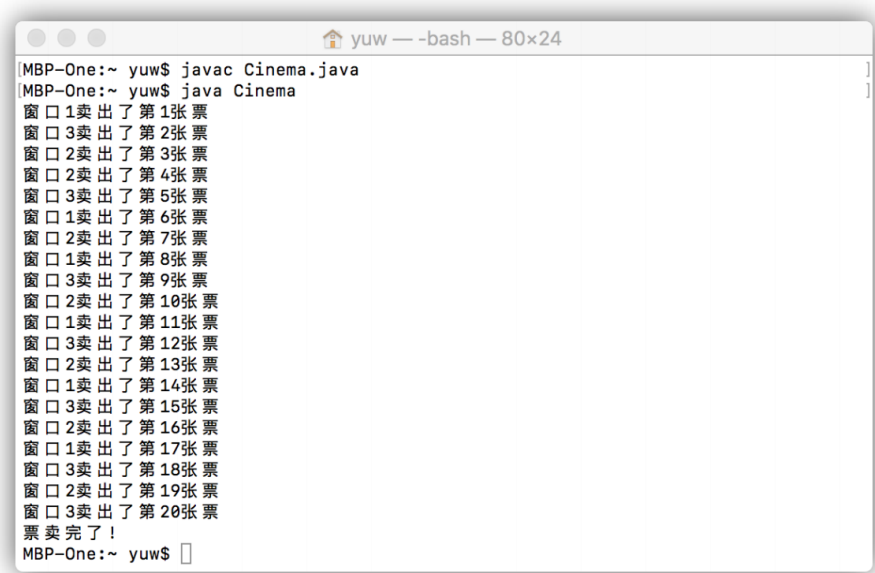 yuw — -bash — 80×24
[MBP-One:~ yuw$ javac Cinema.java ]
[MBP-One:~ yuw$ java Cinema ]
窗口1卖出了第1张票
窗口3卖出了第2张票
窗口2卖出了第3张票
窗口2卖出了第4张票
窗口3卖出了第5张票
窗口1卖出了第6张票
窗口2卖出了第7张票
窗口1卖出了第8张票
窗口3卖出了第9张票
窗口2卖出了第10张票
窗口1卖出了第11张票
窗口3卖出了第12张票
窗口2卖出了第13张票
窗口1卖出了第14张票
窗口3卖出了第15张票
窗口2卖出了第16张票
窗口1卖出了第17张票
窗口3卖出了第18张票
窗口2卖出了第19张票
窗口3卖出了第20张票
票卖完了!
MBP-One:~ yuw$